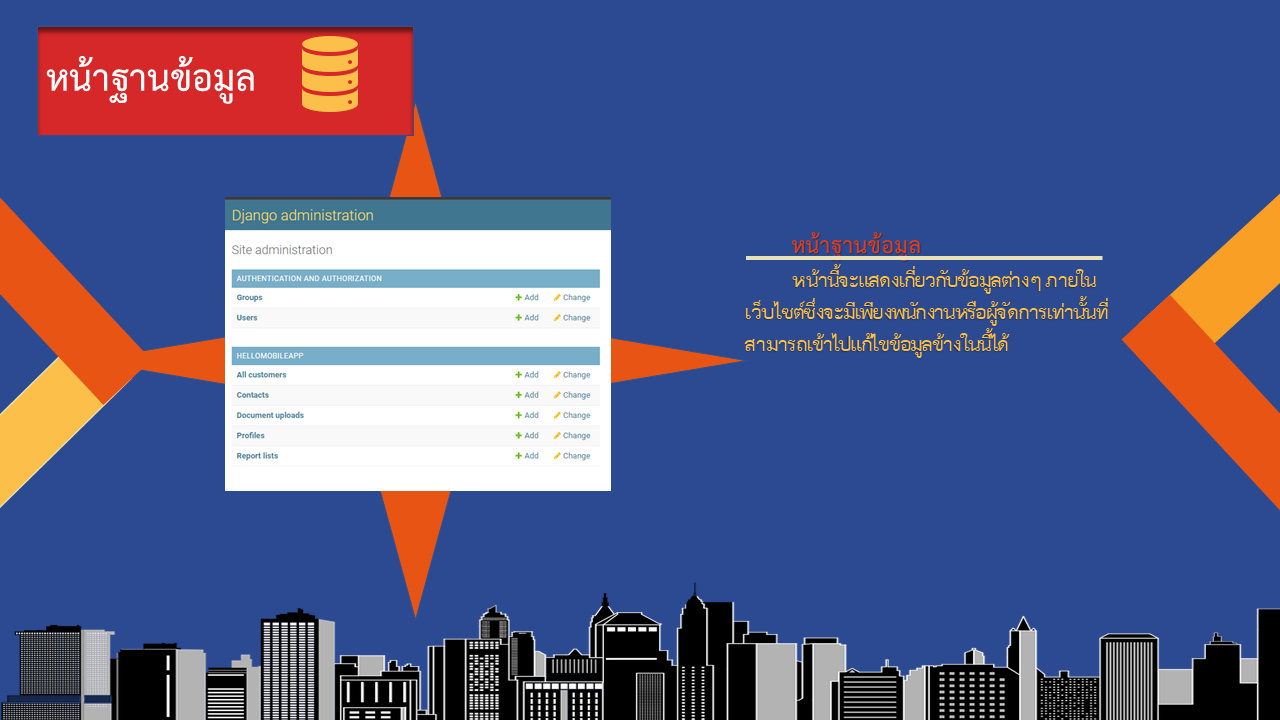 หน้าฐานข้อมูล
Django administration
Site administration
AUTHENTICATION AND AUTHORIZATION
Groups Add Change
Users Add Change
HELLOMOBILEAPP
All customers Add Change
Contacts Add Change
Document uploads Add Change
Profiles Add Change
Report lists Add Change
หน้าฐานข้อมูล
หน้านี้จะแสดงเกี่ยวกับข้อมูลต่างๆ ภายใน
เว็บไซต์ซึ่งจะมีเพียงพนักงานหรือผู้จัดการเท่านั้นที่
สามารถเข้าไปแก้ไขข้อมูลข้างในนี้ได้